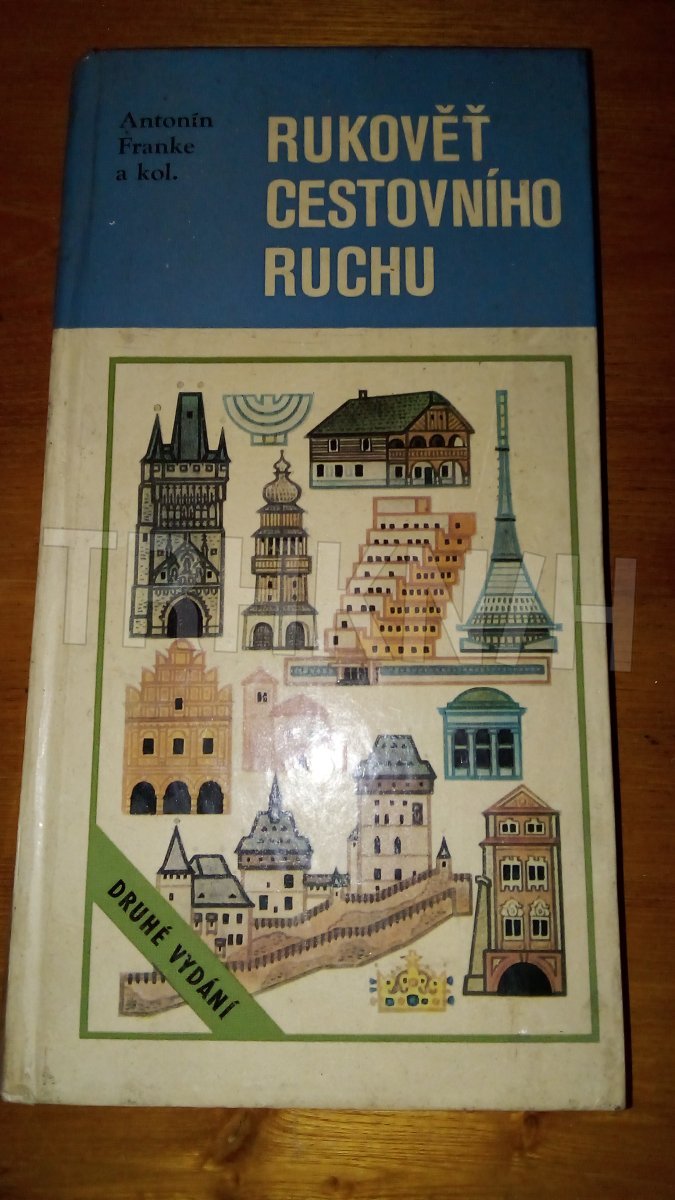 Antonín
Franke
a kol.
RUKOVĚŤ
CESTOVNÍHO
RUCHU
DRUHÉ VYDÁNÍ